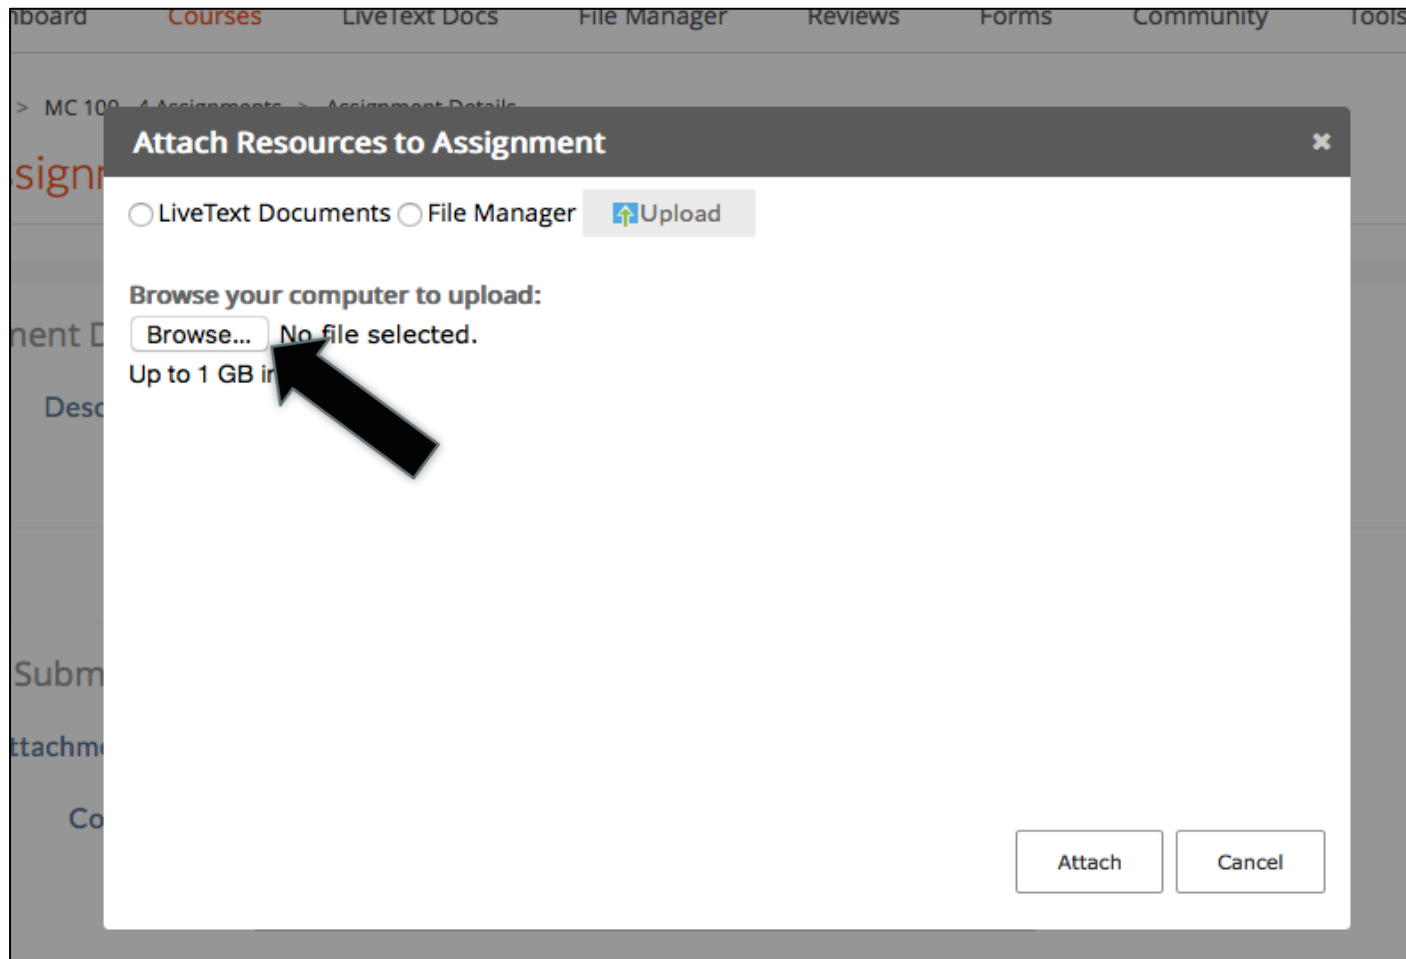 Courses LiveText Docs File Manager Reviews Forms Community Tools
> MC 100 4 Assignments > Assignment Details
Attach Resources to Assignment
LiveText Documents File Manager Upload
Browse your computer to upload:
Browse... No file selected.
Up to 1 GB
Attach Cancel